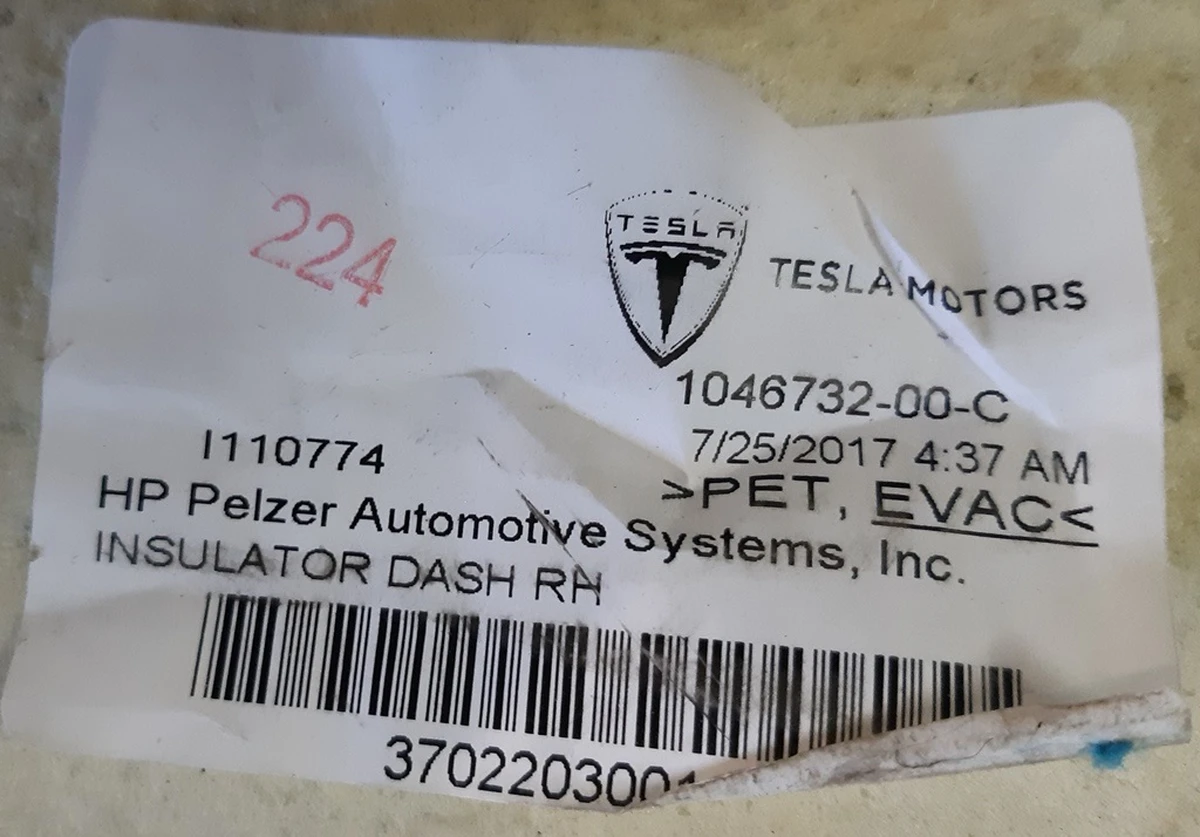 224
TESLA
TESLA MOTORS
1046732-00-C
7/25/2017 4:37 AM
>PET, EVAC<
I110774
HP Pelzer Automotive Systems, Inc.
INSULATOR DASH RH